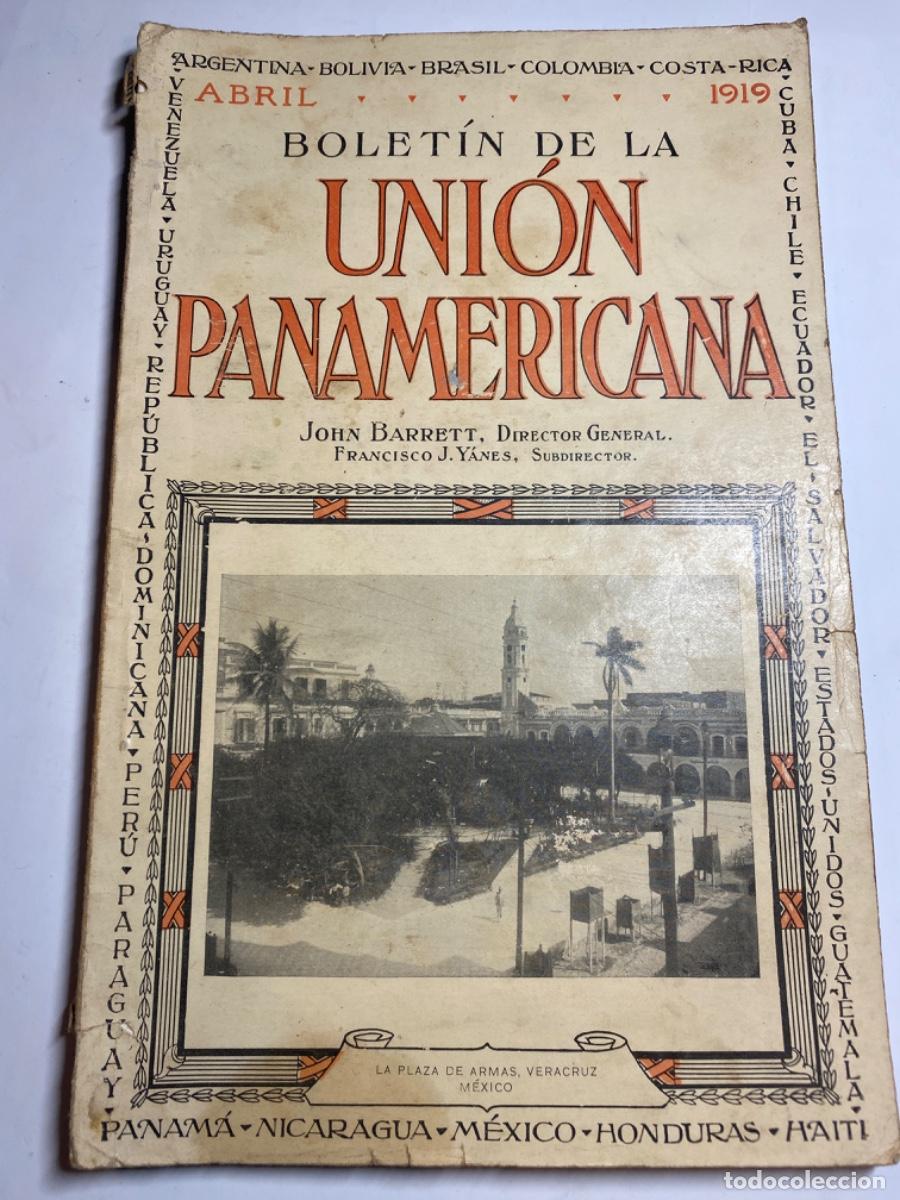 ARGENTINA-BOLIVIA-BRASIL-COLOMBIA-COSTA-RICA
ABRIL 1919
BOLETÍN DE LA
UNIÓN
PANAMERICANA
JOHN BARRETT, DIRECTOR GENERAL.
FRANCISCO J. YÁNES, SUBDIRECTOR.
CUBA-CHILE-ECUADOR-EL-SALVADOR-ESTADOS-UNIDOS-GUATEMALA
VENEZUELA-URUGUAY-REPÚBLICA-DOMINICANA-PERÚ-PARAGUAY
LA PLAZA DE ARMAS, VERACRUZ
MÉXICO
PANAMÁ-NICARAGUA-MÉXICO-HONDURAS-HAITI
todocoleccion